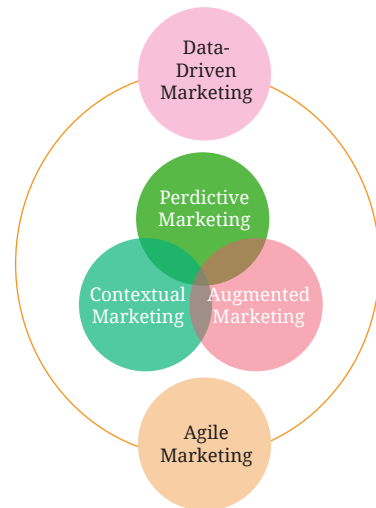 Data-
Driven
Marketing
Perdictive
Marketing
Contextual
Marketing
Augmented
Marketing
Agile
Marketing